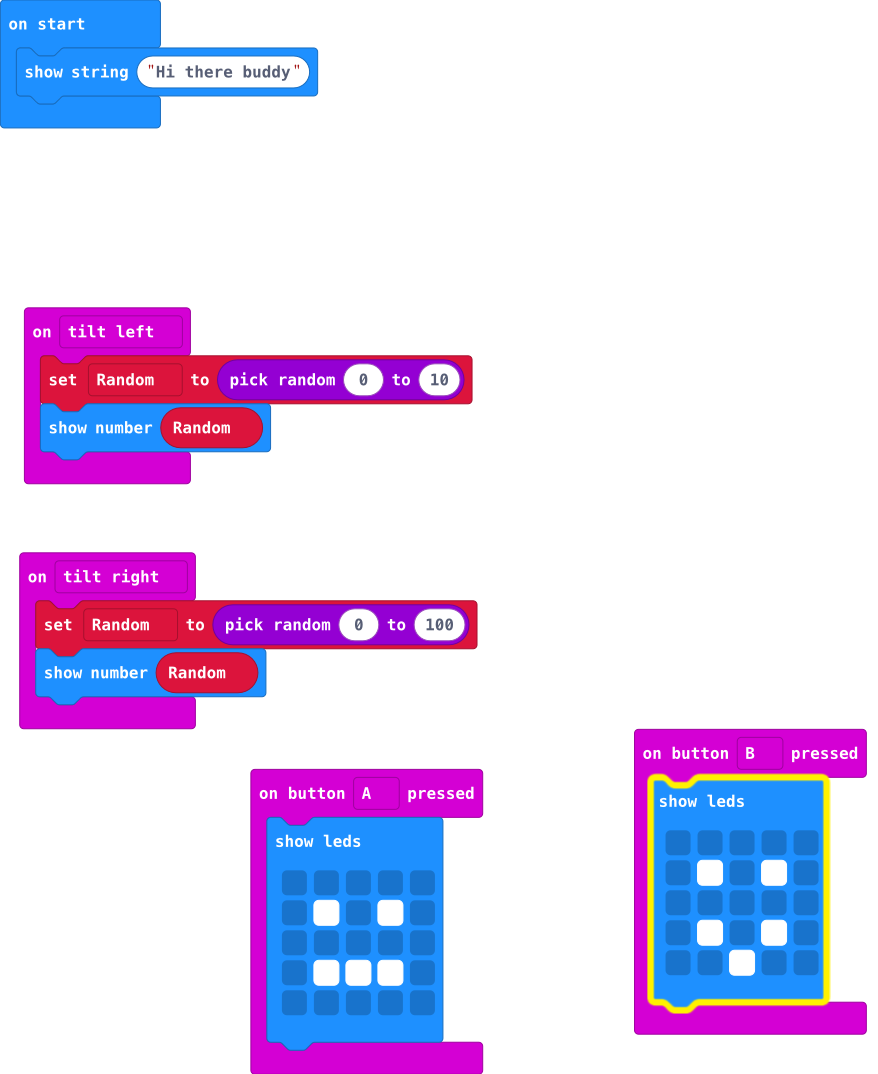 on start
show string "Hi there buddy"
on tilt left
set Random to pick random 0 to 10
show number Random
on tilt right
set Random to pick random 0 to 100
show number Random
on button A pressed
show leds
on button B pressed
show leds